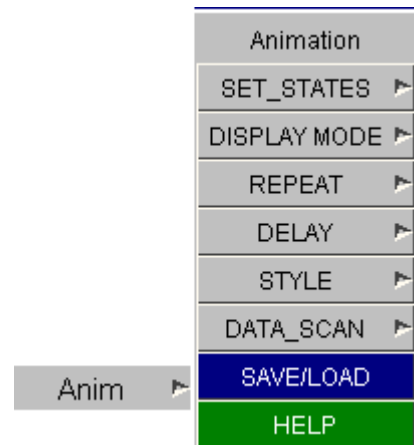 Animation
SET_STATES
DISPLAY MODE
REPEAT
DELAY
STYLE
DATA_SCAN
Anim
SAVE/LOAD
HELP